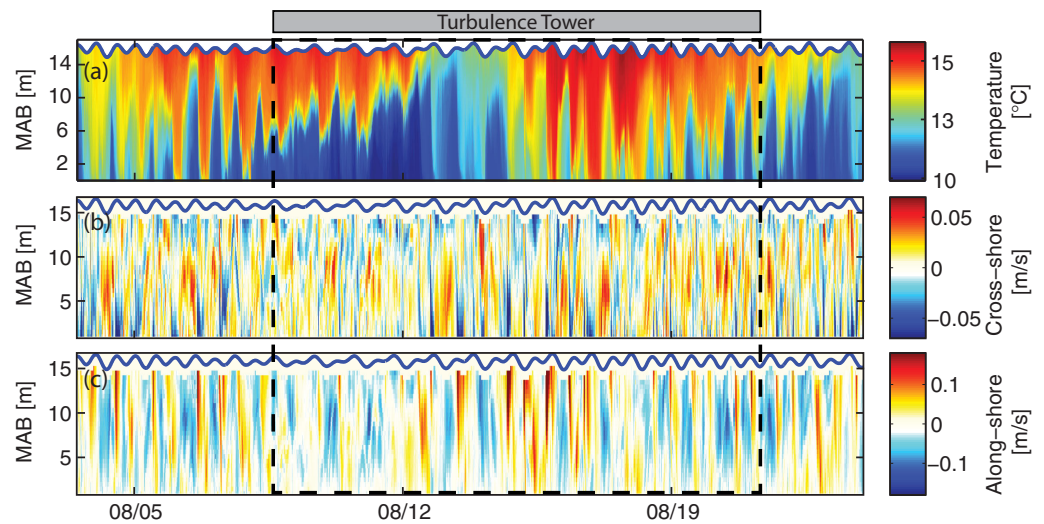 Turbulence Tower
(a)
MAB [m]
14
10
6
2
15
13
10
Temperature
[°C]
(b)
MAB [m]
15
10
5
0.05
0
−0.05
Cross−shore
[m/s]
(c)
MAB [m]
15
10
5
0.1
0
−0.1
Along−shore
[m/s]
08/05
08/12
08/19